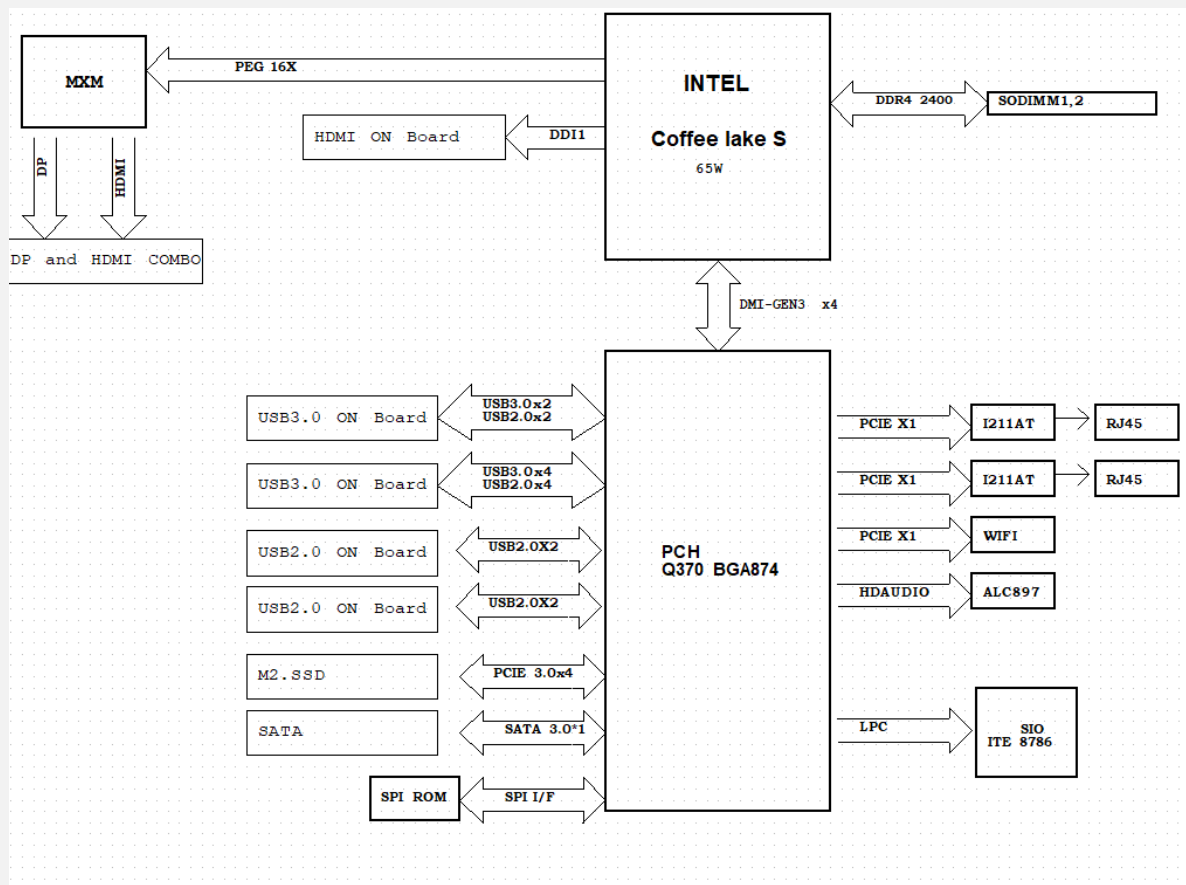 MXM
PEG 16X
INTEL
Coffee lake S
65W
DDR4 2400
SODIMM1,2
HDMI ON Board
DDI1
DP
HDMI
DP and HDMI COMBO
DMI-GEN3 x4
USB3.0 ON Board
USB3.0x2
USB2.0x2
USB3.0 ON Board
USB3.0x4
USB2.0x4
USB2.0 ON Board
USB2.0X2
USB2.0 ON Board
USB2.0X2
M2.SSD
PCIE 3.0x4
SATA
SATA 3.0*1
SPI ROM
SPI I/F
PCH
Q370 BGA874
PCIE X1
I211AT
RJ45
PCIE X1
I211AT
RJ45
PCIE X1
WIFI
HDAUDIO
ALC897
LPC
SIO
ITE 8786